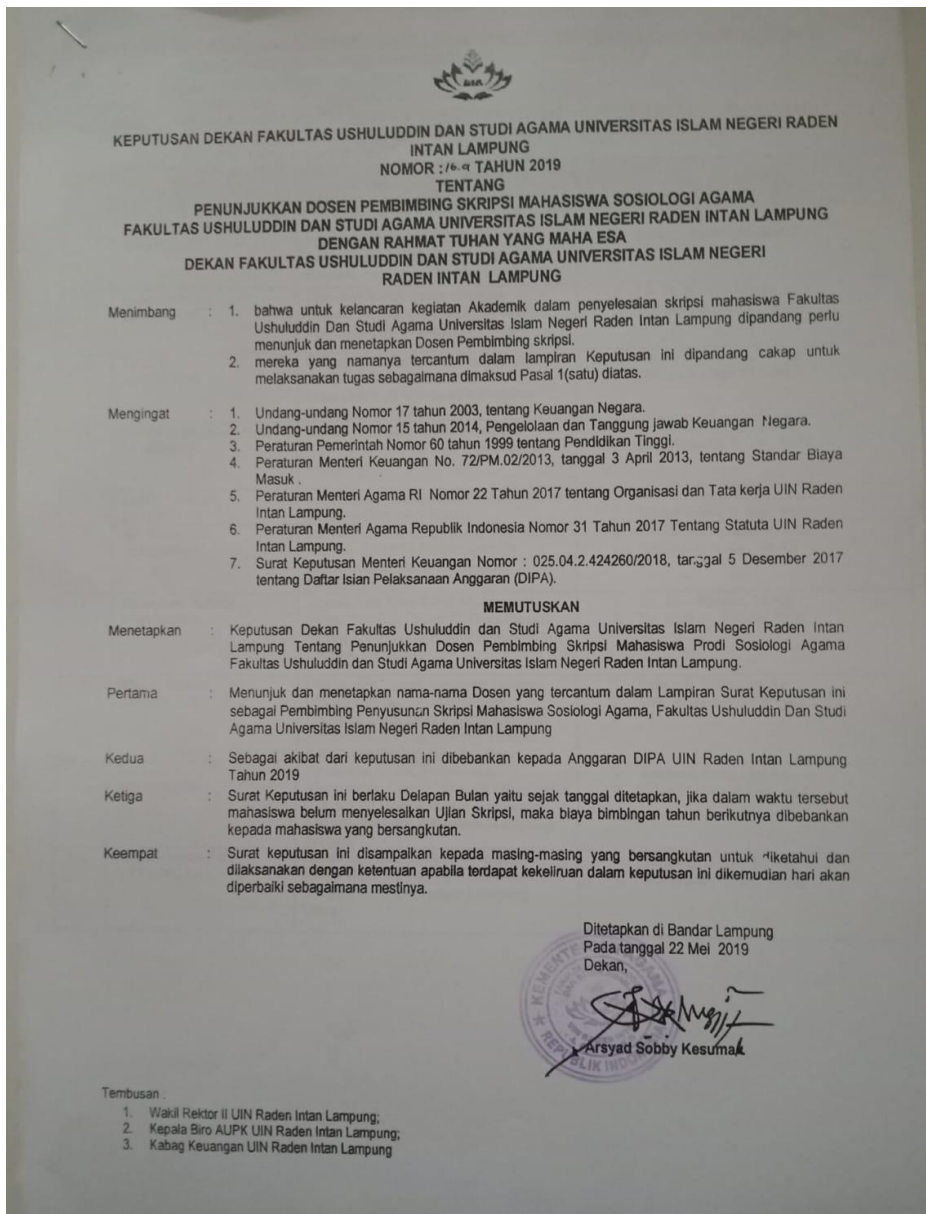 KEPUTUSAN DEKAN FAKULTAS USHULUDDIN DAN STUDI AGAMA UNIVERSITAS ISLAM NEGERI RADEN
INTAN LAMPUNG
NOMOR : TAHUN 2019
TENTANG
PENUNJUKKAN DOSEN PEMBIMBING SKRIPSI MAHASISWA SOSIOLOGI AGAMA
FAKULTAS USHULUDDIN DAN STUDI AGAMA UNIVERSITAS ISLAM NEGERI RADEN INTAN LAMPUNG
DENGAN RAHMAT TUHAN YANG MAHA ESA
DEKAN FAKULTAS USHULUDDIN DAN STUDI AGAMA UNIVERSITAS ISLAM NEGERI
RADEN INTAN LAMPUNG
Menimbang : 1. bahwa untuk kelancaran kegiatan Akademik dalam penyelesaian skripsi mahasiswa Fakultas
Ushuluddin Dan Studi Agama Universitas Islam Negeri Raden Intan Lampung dipandang perlu
menunjuk dan menetapkan Dosen Pembimbing skripsi.
2. mereka yang namanya tercantum dalam lampiran Keputusan ini dipandang cakap untuk
melaksanakan tugas sebagaimana dimaksud Pasal 1(satu) diatas.
Mengingat : 1. Undang-undang Nomor 17 tahun 2003, tentang Keuangan Negara.
2. Undang-undang Nomor 15 tahun 2014, Pengelolaan dan Tanggung jawab Keuangan Negara.
3. Peraturan Pemerintah Nomor 60 tahun 1999 tentang Pendidikan Tinggi.
4. Peraturan Menteri Keuangan No. 72/PM.02/2013, tanggal 3 April 2013, tentang Standar Biaya
Masuk .
5. Peraturan Menteri Agama RI Nomor 22 Tahun 2017 tentang Organisasi dan Tata kerja UIN Raden
Intan Lampung.
6. Peraturan Menteri Agama Republik Indonesia Nomor 31 Tahun 2017 Tentang Statuta UIN Raden
Intan Lampung.
7. Surat Keputusan Menteri Keuangan Nomor : 025.04.2.424260/2018, tanggal 5 Desember 2017
tentang Daftar Isian Pelaksanaan Anggaran (DIPA).
MEMUTUSKAN
Menetapkan : Keputusan Dekan Fakultas Ushuluddin dan Studi Agama Universitas Islam Negeri Raden Intan
Lampung Tentang Penunjukkan Dosen Pembimbing Skripsi Mahasiswa Prodi Sosiologi Agama
Fakultas Ushuluddin dan Studi Agama Universitas Islam Negeri Raden Intan Lampung.
Pertama : Menunjuk dan menetapkan nama-nama Dosen yang tercantum dalam Lampiran Surat Keputusan ini
sebagai Pembimbing Penyusunan Skripsi Mahasiswa Sosiologi Agama, Fakultas Ushuluddin Dan Studi
Agama Universitas Islam Negeri Raden Intan Lampung
Kedua : Sebagai akibat dari keputusan ini dibebankan kepada Anggaran DIPA UIN Raden Intan Lampung
Tahun 2019
Ketiga : Surat Keputusan ini berlaku Delapan Bulan yaitu sejak tanggal ditetapkan, jika dalam waktu tersebut
mahasiswa belum menyelesaikan Ujian Skripsi, maka biaya bimbingan tahun berikutnya dibebankan
kepada mahasiswa yang bersangkutan.
Keempat : Surat keputusan ini disampaikan kepada masing-masing yang bersangkutan untuk diketahui dan
dilaksanakan dengan ketentuan apabila terdapat kekeliruan dalam keputusan ini dikemudian hari akan
diperbaiki sebagaimana mestinya.
Ditetapkan di Bandar Lampung
Pada tanggal 22 Mei 2019
Dekan,
KEMENTERIAN AGAMA
REPUBLIK INDONESIA
Arsyad Sobby Kesuma
Tembusan :
1. Wakil Rektor II UIN Raden Intan Lampung;
2. Kepala Biro AUPK UIN Raden Intan Lampung;
3. Kabag Keuangan UIN Raden Intan Lampung